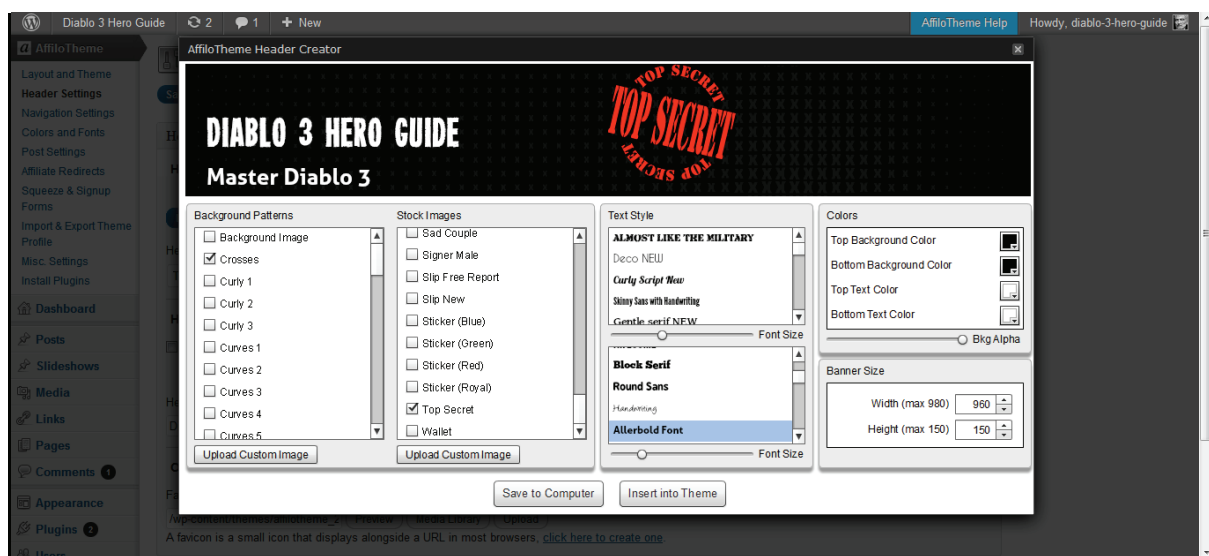 Diablo 3 Hero Guide 2 1 + New AffiloTheme Help Howdy, diablo-3-hero-guide
AffiloTheme
Layout and Theme
Header Settings
Navigation Settings
Colors and Fonts
Post Settings
Affiliate Redirects
Squeeze & Signup
Forms
Import & Export Theme
Profile
Misc. Settings
Install Plugins
Dashboard
Posts
Slideshows
Media
Links
Pages
Comments 1
Appearance
Plugins 2
Users
AffiloTheme Header Creator
DIABLO 3 HERO GUIDE
Master Diablo 3
TOP SECRET
TOP SECRET
TOP SECRET
Background Patterns
Background Image
Crosses
Curly 1
Curly 2
Curly 3
Curves 1
Curves 2
Curves 3
Curves 4
Curves 5
Upload Custom Image
Stock Images
Sad Couple
Signer Male
Slip Free Report
Slip New
Sticker (Blue)
Sticker (Green)
Sticker (Red)
Sticker (Royal)
Top Secret
Wallet
Upload Custom Image
Text Style
ALMOST LIKE THE MILITARY
Deco NEW
Curly Script New
Skinny Sans with Handwriting
Gentle serif NEW
Font Size
Block Serif
Round Sans
Handwriting
Allerbold Font
Font Size
Colors
Top Background Color
Bottom Background Color
Top Text Color
Bottom Text Color
Bkg Alpha
Banner Size
Width (max 980) 960
Height (max 150) 150
Save to Computer Insert into Theme
/wp-content/themes/affilotheme_2 Preview Media Library Upload
A favicon is a small icon that displays alongside a URL in most browsers, click here to create one.